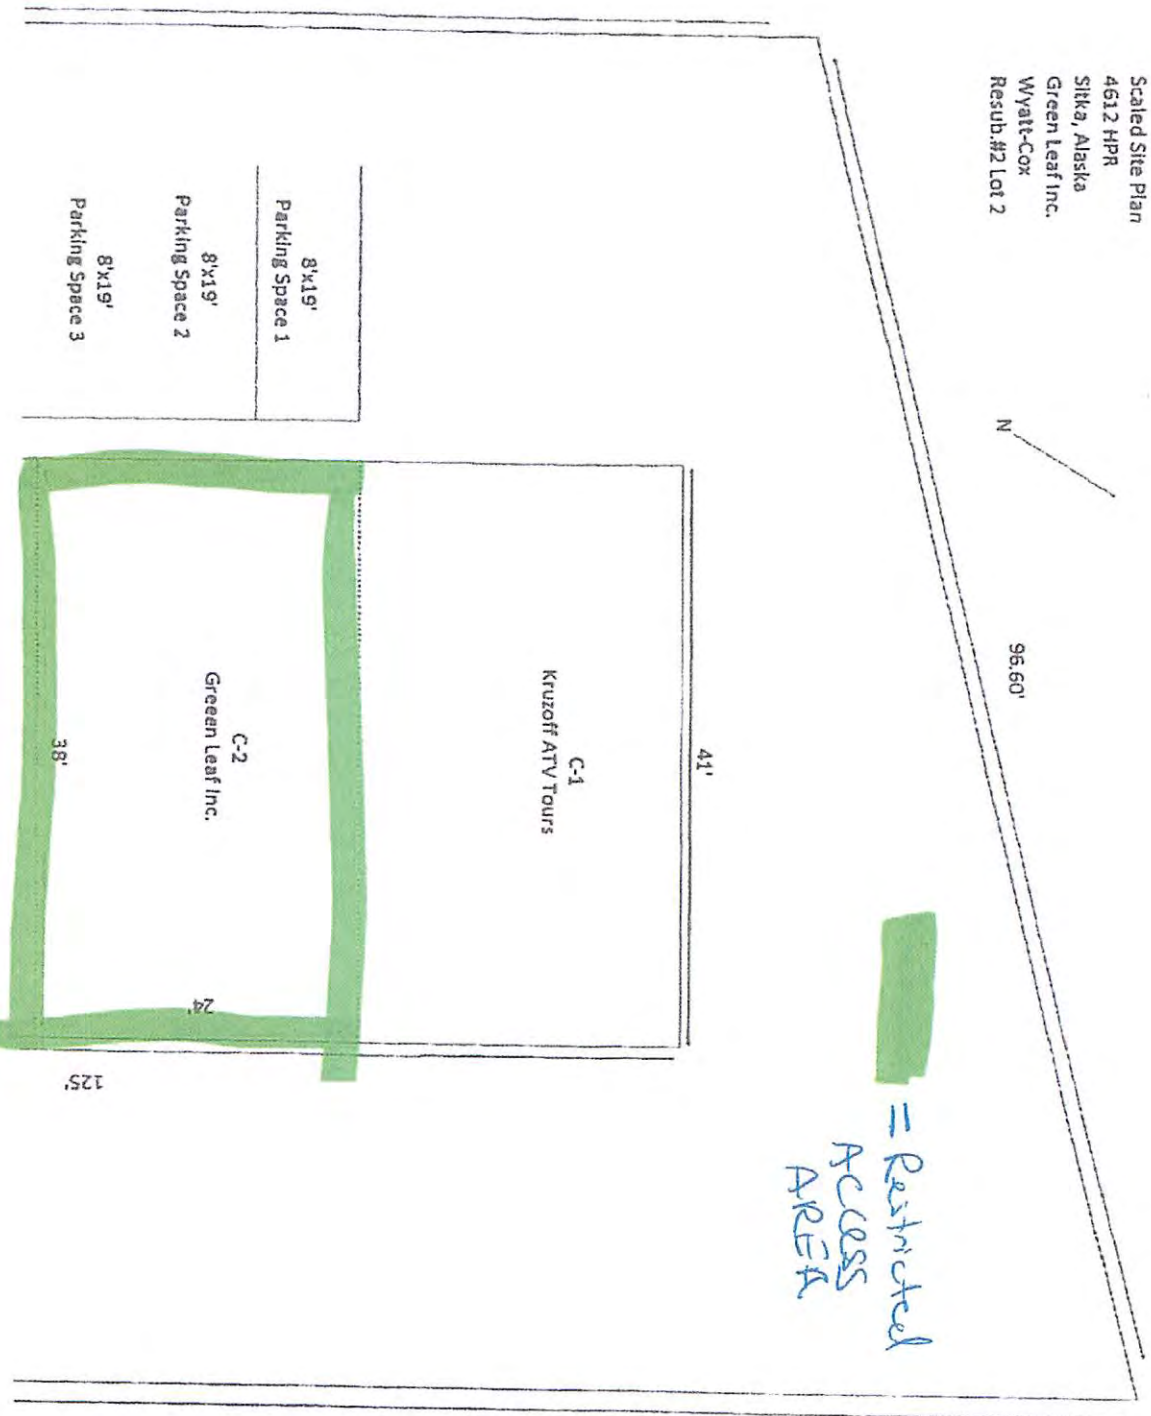 Scaled Site Plan
4612 HPR
Sitka, Alaska
Green Leaf Inc.
Wyatt-Cox
Resub.#2 Lot 2
N
96.60'
= Restricted
ACCESS
AREA
41'
C-1
Kruzoff ATV Tours
8'x19'
Parking Space 1
8'x19'
Parking Space 2
8'x19'
Parking Space 3
C-2
Greeen Leaf Inc.
24'
38'
125'